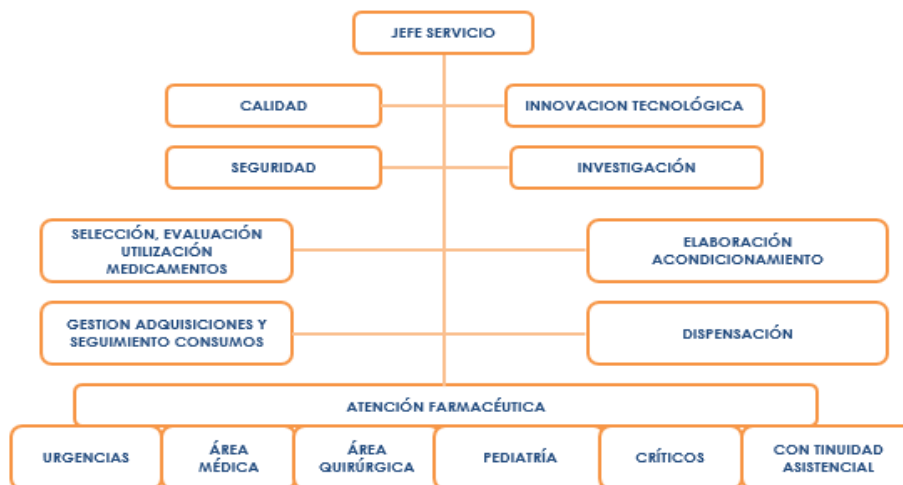 JEFE SERVICIO
CALIDAD
INNOVACION TECNOLÓGICA
SEGURIDAD
INVESTIGACIÓN
SELECCIÓN, EVALUACIÓN
UTILIZACIÓN
MEDICAMENTOS
ELABORACIÓN
ACONDICIONAMIENTO
GESTION ADQUISICIONES Y
SEGUIMIENTO CONSUMOS
DISPENSACIÓN
ATENCIÓN FARMACÉUTICA
URGENCIAS
ÁREA
MÉDICA
ÁREA
QUIRÚRGICA
PEDIATRÍA
CRÍTICOS
CON TINUIDAD
ASISTENCIAL